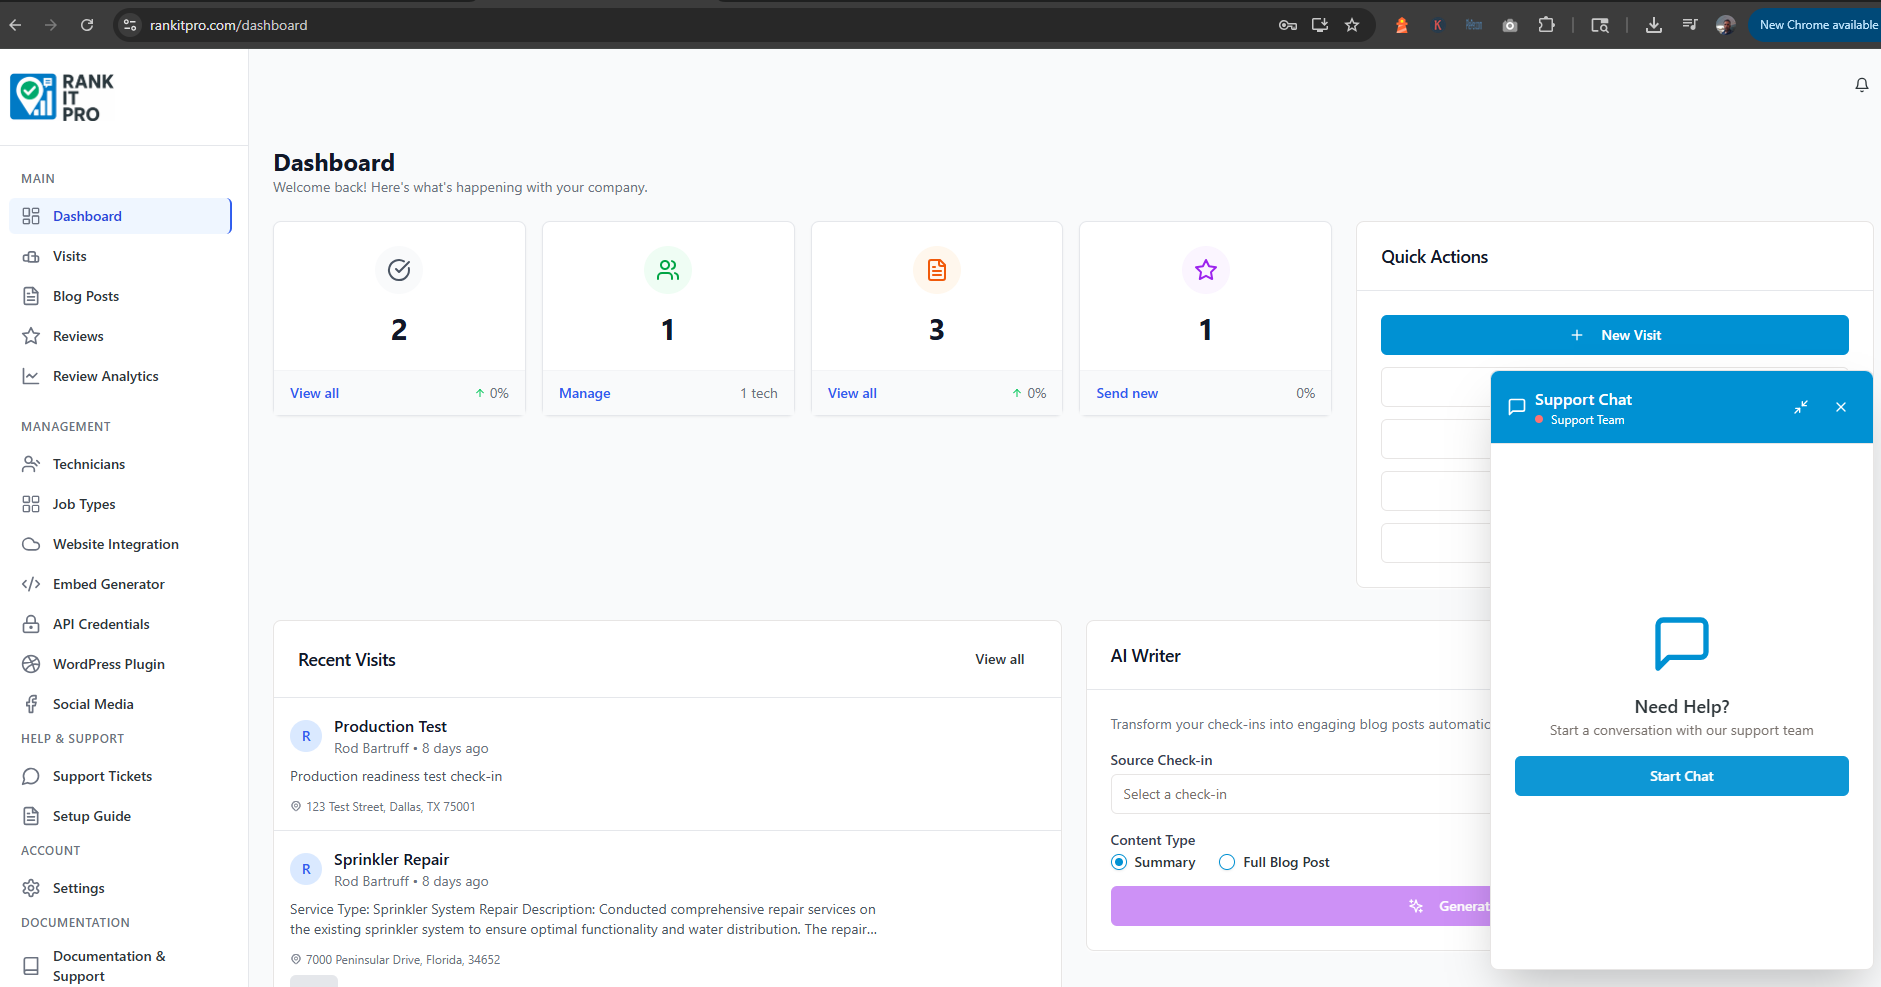 rankitpro.com/dashboard
New Chrome available
RANK
IT
PRO
MAIN
Dashboard
Visits
Blog Posts
Reviews
Review Analytics
MANAGEMENT
Technicians
Job Types
Website Integration
Embed Generator
API Credentials
WordPress Plugin
Social Media
HELP & SUPPORT
Support Tickets
Setup Guide
ACCOUNT
Settings
DOCUMENTATION
Documentation &
Support
Dashboard
Welcome back! Here's what's happening with your company.
2
View all
0%
1
Manage
1 tech
3
View all
0%
1
Send new
0%
Quick Actions
New Visit
Recent Visits
View all
R
Production Test
Rod Bartruff • 8 days ago
Production readiness test check-in
123 Test Street, Dallas, TX 75001
R
Sprinkler Repair
Rod Bartruff • 8 days ago
Service Type: Sprinkler System Repair Description: Conducted comprehensive repair services on
the existing sprinkler system to ensure optimal functionality and water distribution. The repair...
7000 Peninsular Drive, Florida, 34652
AI Writer
Transform your check-ins into engaging blog posts automatic
Source Check-in
Select a check-in
Content Type
Summary
Full Blog Post
Generat
Support Chat
Support Team
Need Help?
Start a conversation with our support team
Start Chat